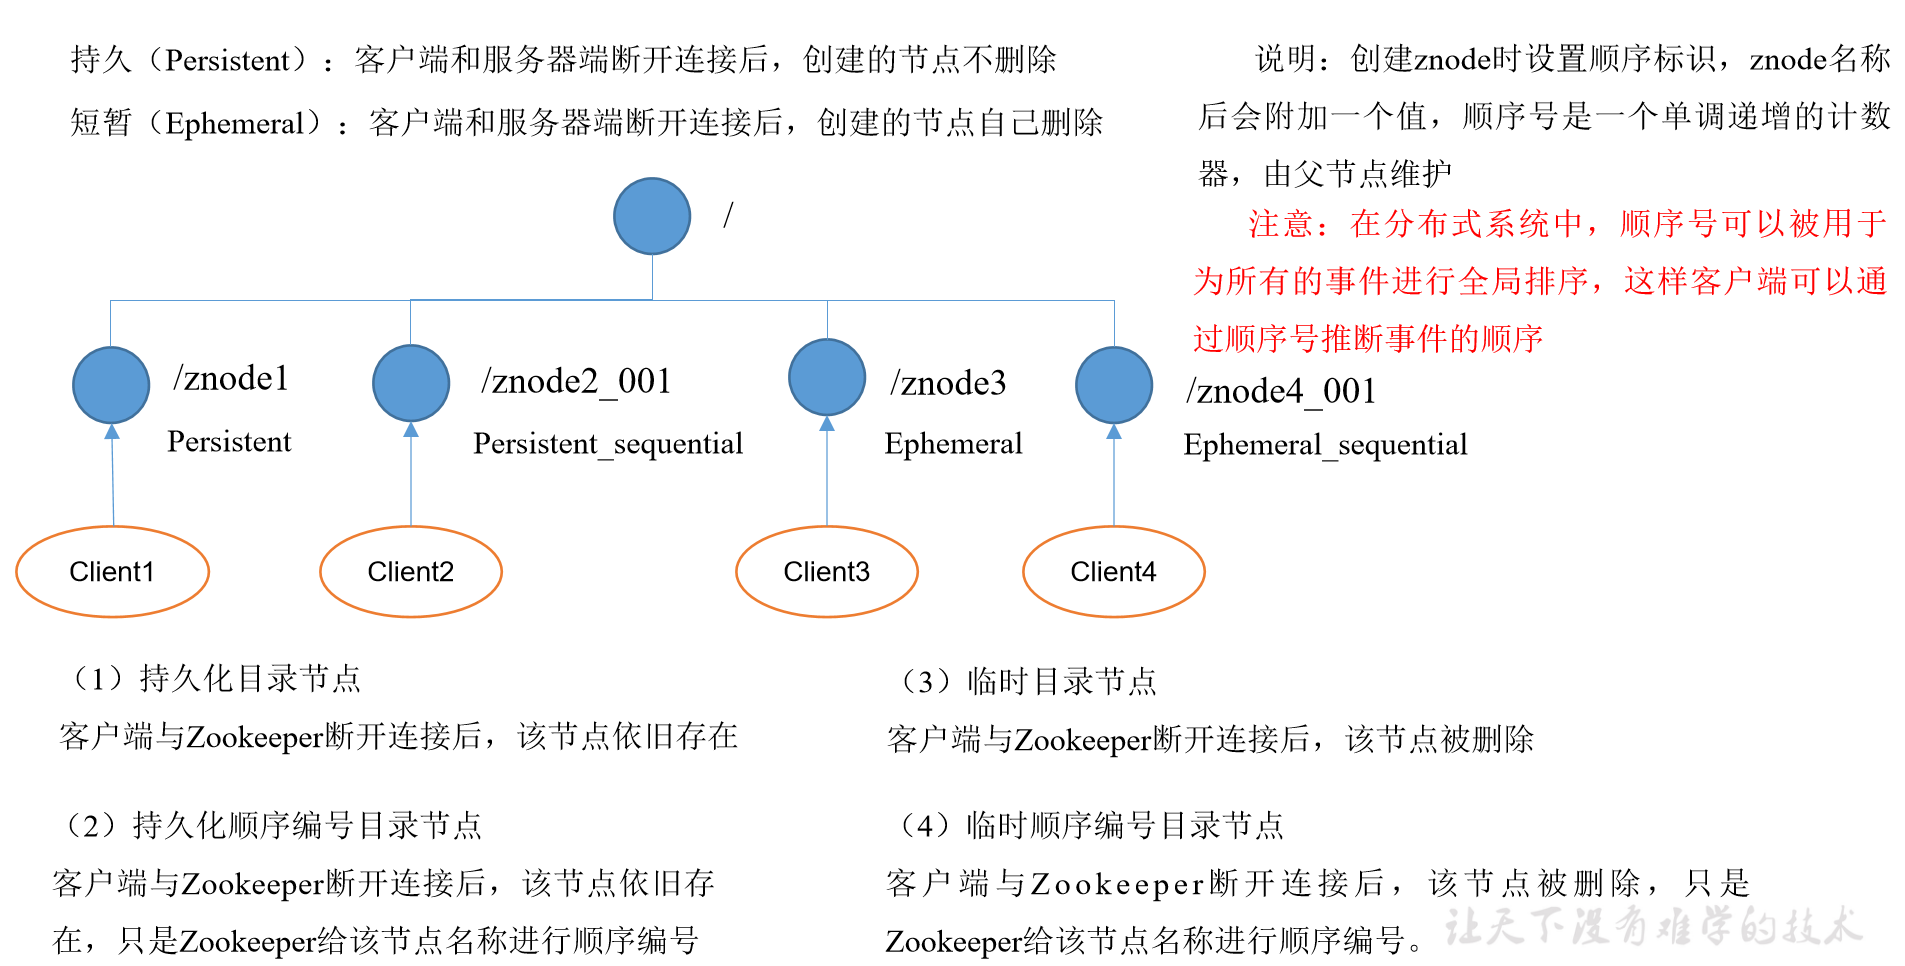 持久（Persistent）：客户端和服务器端断开连接后，创建的节点不删除
短暂（Ephemeral）：客户端和服务器端断开连接后，创建的节点自己删除
说明：创建znode时设置顺序标识，znode名称
后会附加一个值，顺序号是一个单调递增的计数
器，由父节点维护
注意：在分布式系统中，顺序号可以被用于
为所有的事件进行全局排序，这样客户端可以通
过顺序号推断事件的顺序
/
/znode1
Persistent
/znode2_001
Persistent_sequential
/znode3
Ephemeral
/znode4_001
Ephemeral_sequential
Client1
Client2
Client3
Client4
（1）持久化目录节点
客户端与Zookeeper断开连接后，该节点依旧存在
（2）持久化顺序编号目录节点
客户端与Zookeeper断开连接后，该节点依旧存
在，只是Zookeeper给该节点名称进行顺序编号
（3）临时目录节点
客户端与Zookeeper断开连接后，该节点被删除
（4）临时顺序编号目录节点
客户端与Zookeeper断开连接后，该节点被删除，只是
Zookeeper给该节点名称进行顺序编号。
让天下没有难学的技术